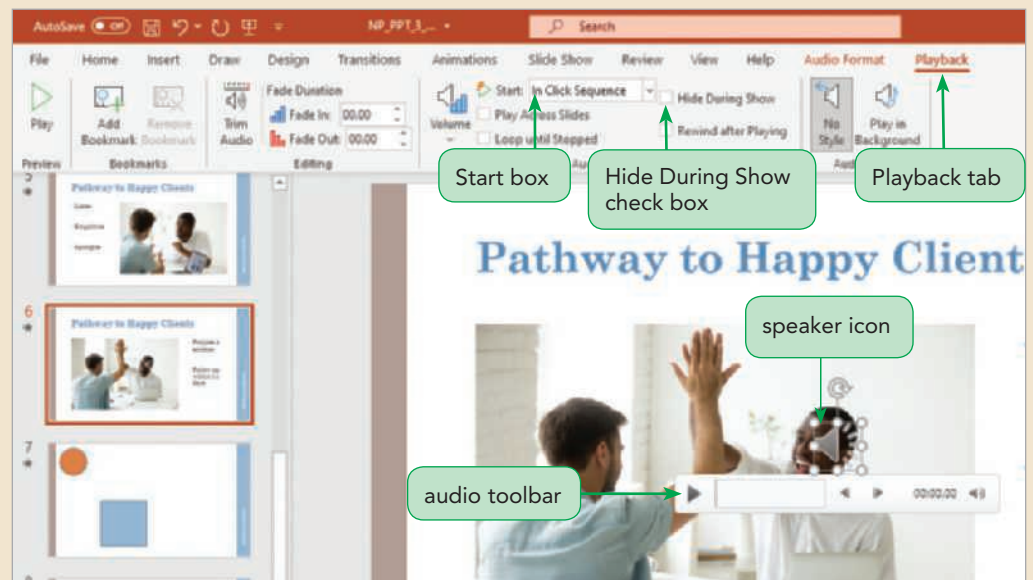 AutoSave Off NP_PPT_3_... Search
File Home Insert Draw Design Transitions Animations Slide Show Review View Help Audio Format Playback
Play
Add Bookmark
Remove Bookmark
Trim Audio
Fade Duration
Fade In: 00.00
Fade Out: 00.00
Volume
Start: In Click Sequence
Play Across Slides
Loop until Stopped
Hide During Show
Rewind after Playing
No Style
Play in Background
Preview Bookmarks Editing
Start box
Hide During Show
check box
Playback tab
5
Pathway to Happy Clients
Listen
6
Pathway to Happy Clients
7
Pathway to Happy Client
speaker icon
audio toolbar
00:00.00